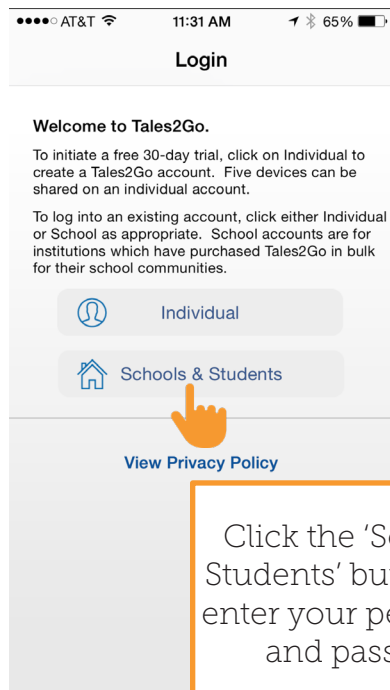 AT&T 11:31 AM 65%
Login
Welcome to Tales2Go.
To initiate a free 30-day trial, click on Individual to
create a Tales2Go account. Five devices can be
shared on an individual account.
To log into an existing account, click either Individual
or School as appropriate. School accounts are for
institutions which have purchased Tales2Go in bulk
for their school communities.
Individual
Schools & Students
View Privacy Policy
Click the ‘S
Students’ bu
enter your pe
and pass